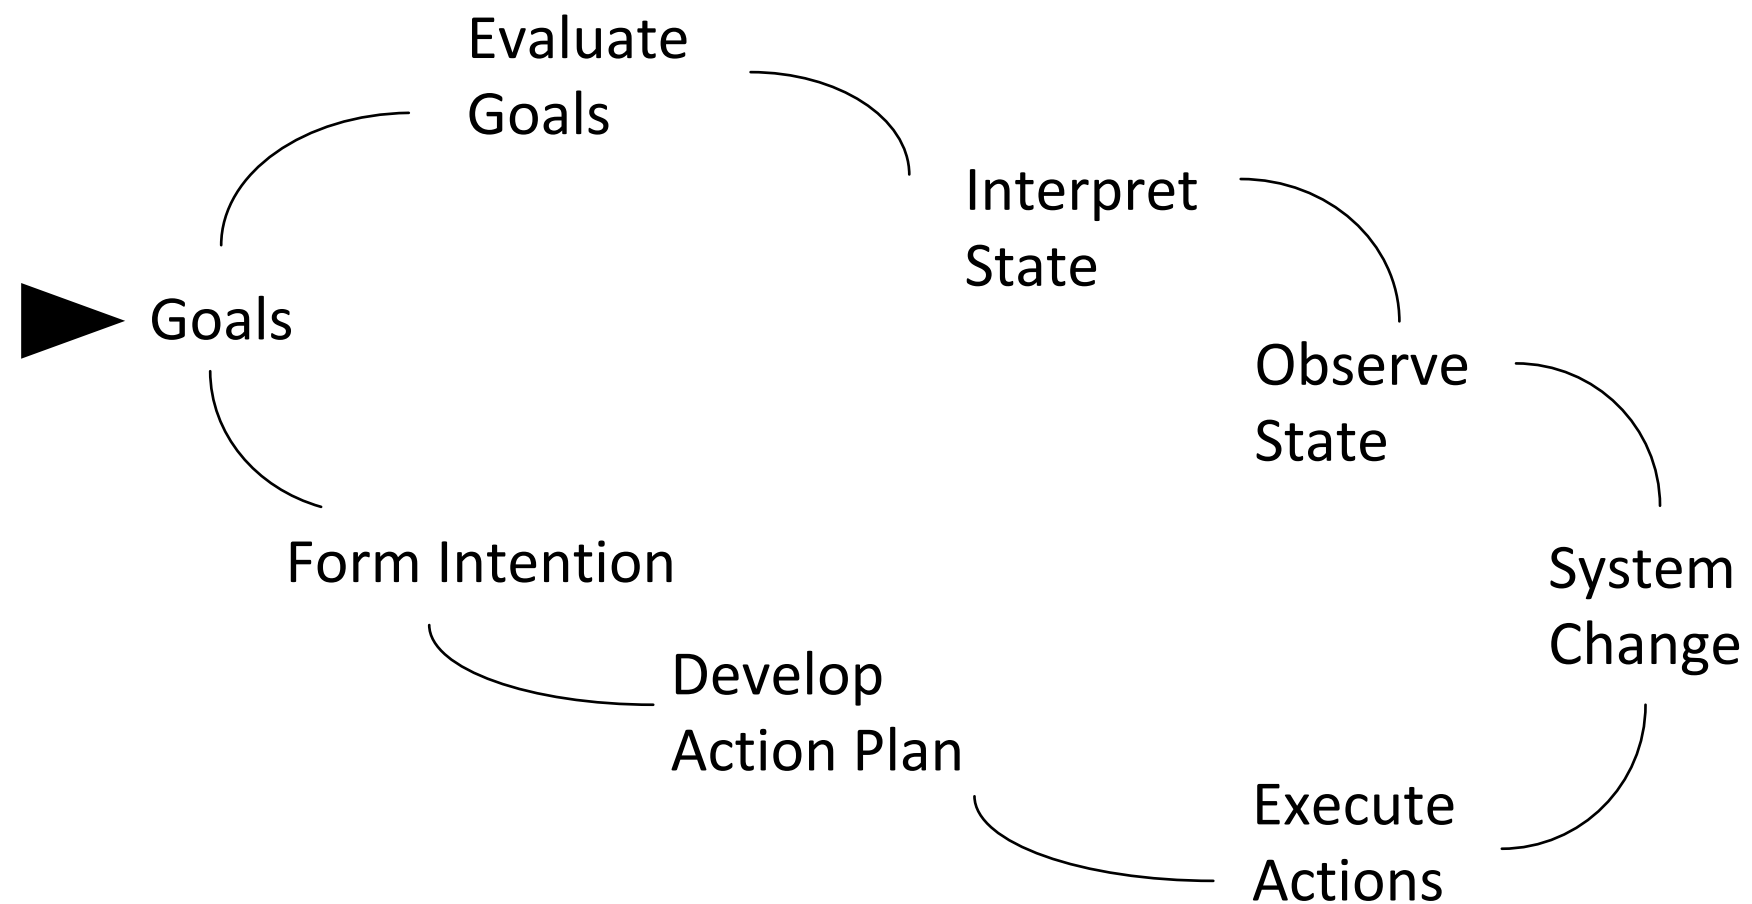 Evaluate
Goals
Interpret
State
Goals
Observe
State
Form Intention
System
Change
Develop
Action Plan
Execute
Actions